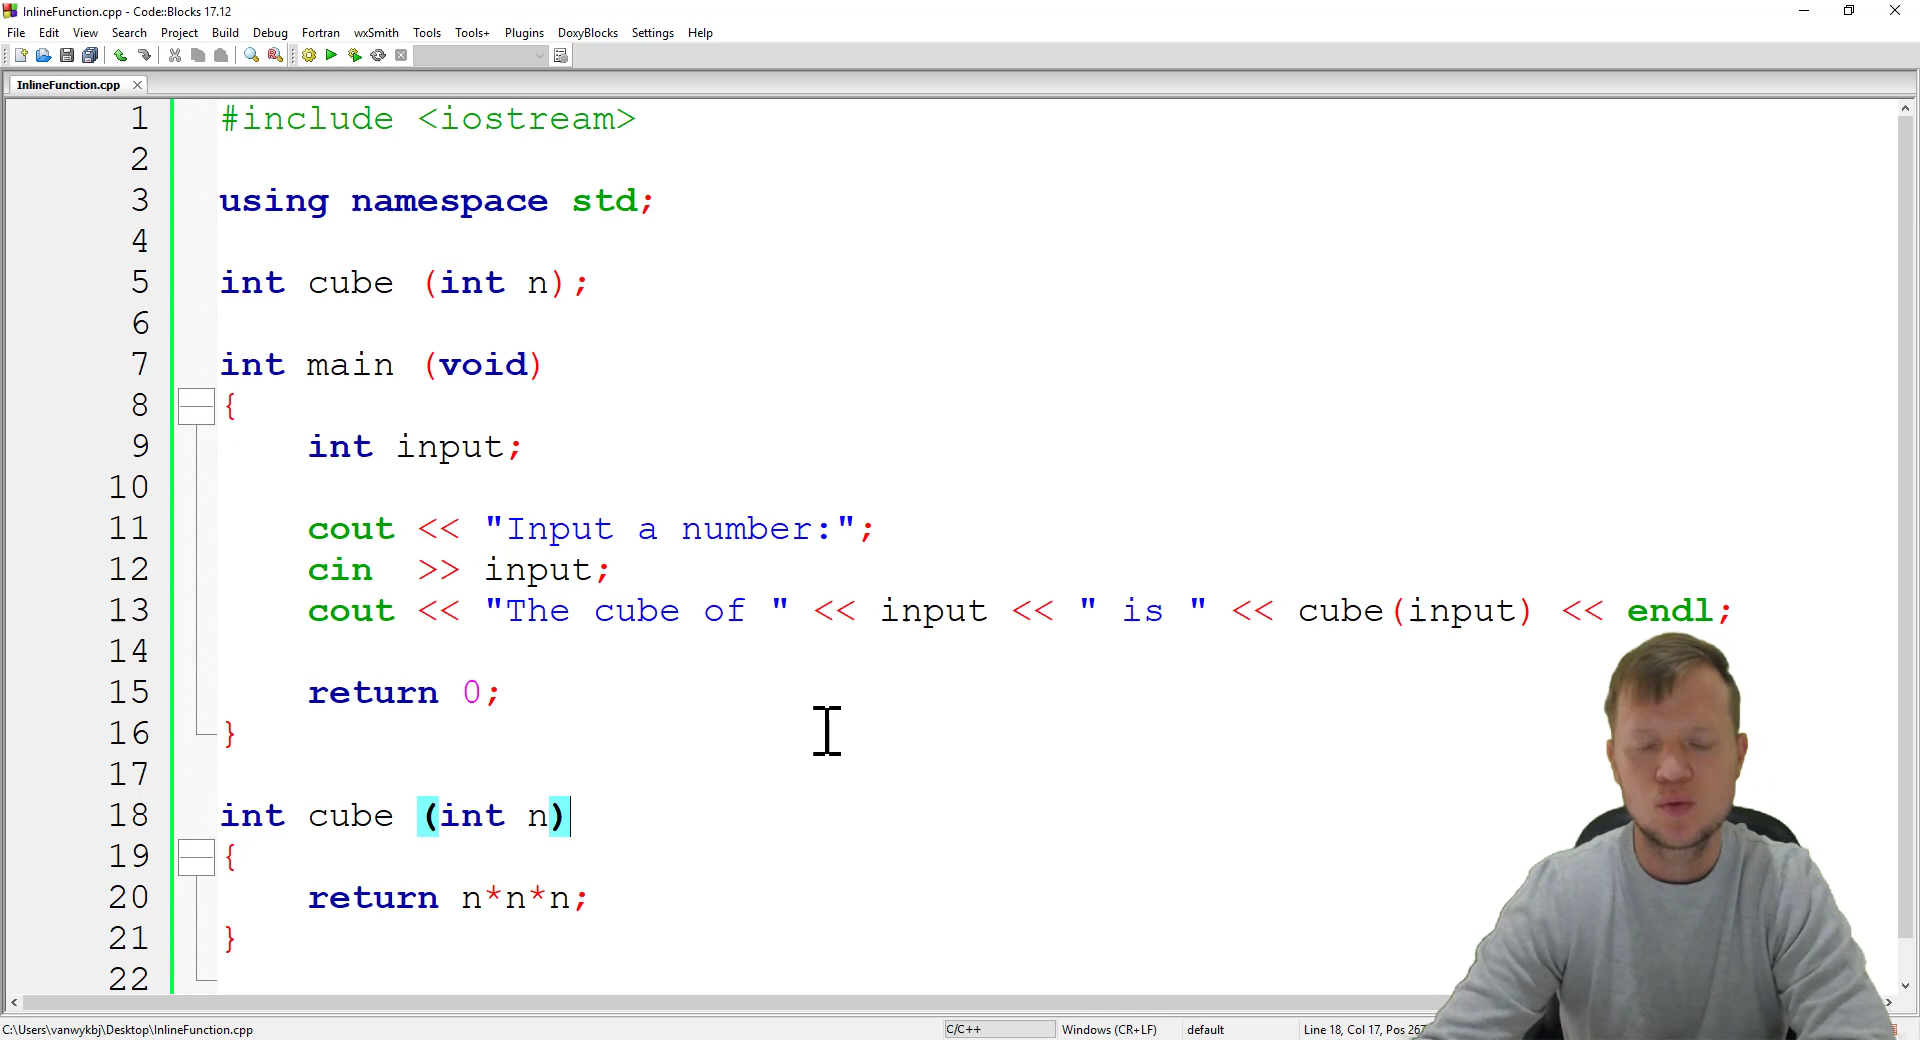 InlineFunction.cpp - Code::Blocks 17.12
File Edit View Search Project Build Debug Fortran wxSmith Tools Tools+ Plugins DoxyBlocks Settings Help
InlineFunction.cpp
1 #include <iostream>
2
3 using namespace std;
4
5 int cube (int n);
6
7 int main (void)
8 {
9 int input;
10
11 cout << "Input a number:";
12 cin >> input;
13 cout << "The cube of " << input << " is " << cube(input) << endl;
14
15 return 0;
16 }
17
18 int cube (int n)
19 {
20 return n*n*n;
21 }
22
C:\Users\vanwykbj\Desktop\InlineFunction.cpp C/C++ Windows (CR+LF) default Line 18, Col 17, Pos 267